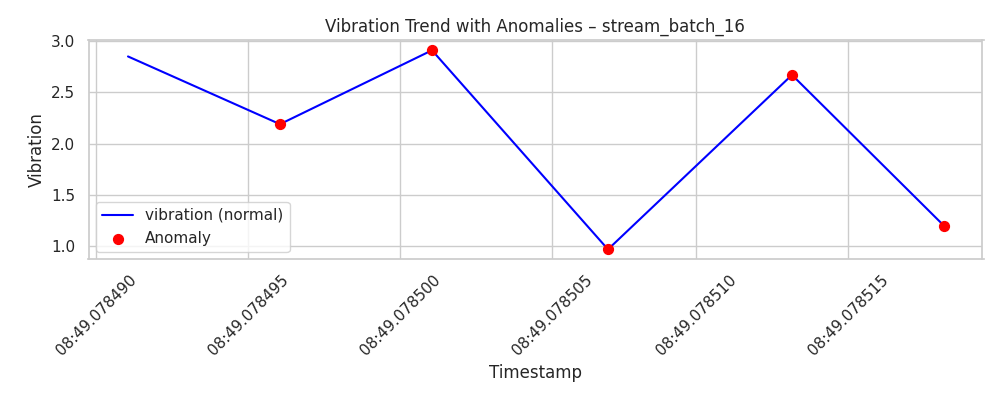 Vibration Trend with Anomalies – stream_batch_16
3.0
2.5
2.0
1.5
1.0
Vibration
vibration (normal)
Anomaly
08:49.078490
08:49.078495
08:49.078500
08:49.078505
08:49.078510
08:49.078515
Timestamp